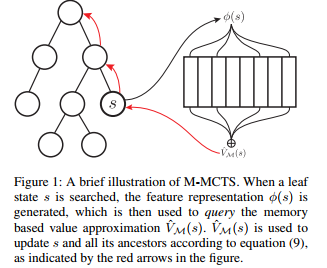 ϕ(s)
s
⊕
V̂_M(s)
Figure 1: A brief illustration of M-MCTS. When a leaf
state s is searched, the feature representation ϕ(s) is
generated, which is then used to query the memory
based value approximation V̂_M(s). V̂_M(s) is used to
update s and all its ancestors according to equation (9),
as indicated by the red arrows in the figure.